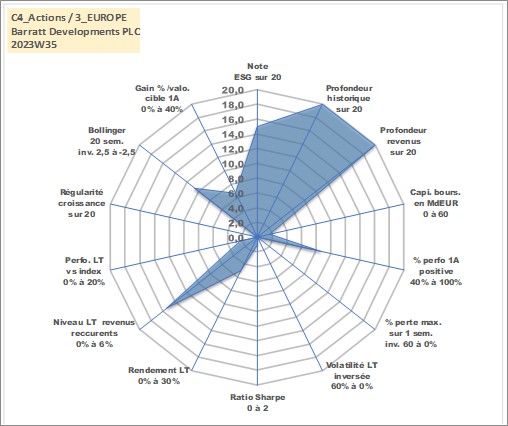 C4_Actions / 3_EUROPE
Barratt Developments PLC
2023W35
Note
ESG sur 20
Profondeur
historique
sur 20
Profondeur
revenus
sur 20
Capi. bours.
en MdEUR
0 à 60
% perfo 1A
positive
40% à 100%
% perte max.
sur 1 sem.
inv. 60 à 0%
Volatilité LT
inversée
60% à 0%
Ratio Sharpe
0 à 2
Rendement LT
0% à 30%
Niveau LT revenus
reccurents
0% à 6%
Perfo. LT
vs index
0% à 20%
Régularité
croissance
sur 20
Bollinger
20 sem.
inv. 2,5 à -2,5
Gain % /valo.
cible 1A
0% à 40%
20,0
18,0
16,0
14,0
12,0
10,0
8,0
6,0
4,0
2,0
0,0